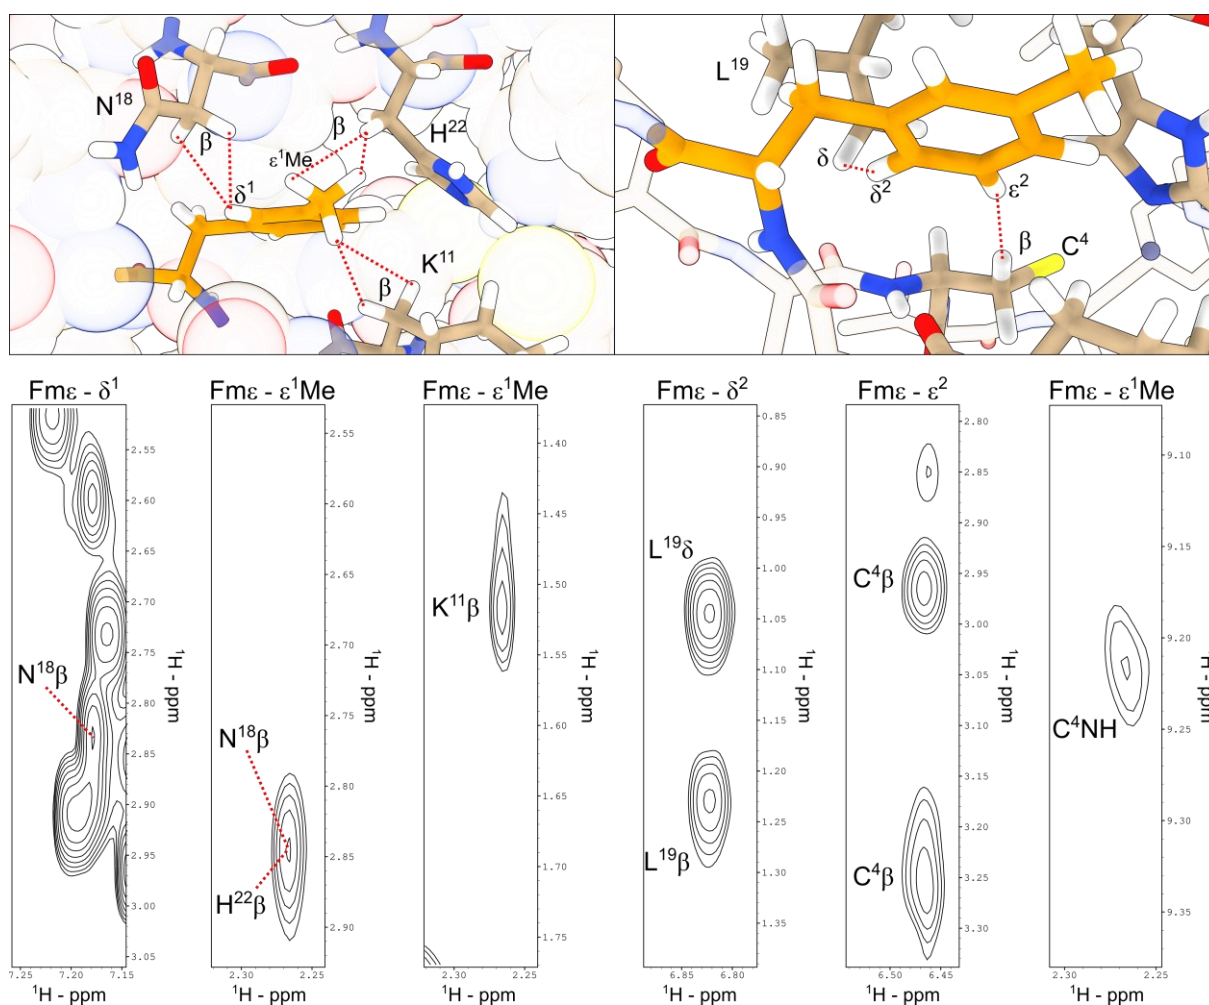 N¹⁸
β
β
H²²
ε¹Me
δ¹
K¹¹
β
L¹⁹
δ
δ²
ε²
β
C⁴
Fmε - δ¹
2.55
2.60
2.65
2.70
2.75
2.80
2.85
2.90
2.95
3.00
3.05
N¹⁸β
¹H - ppm
7.25 7.20 7.15
¹H - ppm
Fmε - ε¹Me
2.55
2.60
2.65
2.70
2.75
2.80
2.85
2.90
N¹⁸β
H²²β
¹H - ppm
2.30 2.25
¹H - ppm
Fmε - ε¹Me
1.40
1.45
1.50
1.55
1.60
1.65
1.70
1.75
K¹¹β
¹H - ppm
2.30 2.25
¹H - ppm
Fmε - δ²
0.85
0.90
0.95
1.00
1.05
1.10
1.15
1.20
1.25
1.30
1.35
L¹⁹δ
L¹⁹β
¹H - ppm
6.85 6.80
¹H - ppm
Fmε - ε²
2.80
2.85
2.90
2.95
3.00
3.05
3.10
3.15
3.20
3.25
3.30
C⁴β
C⁴β
¹H - ppm
6.50 6.45
¹H - ppm
Fmε - ε¹Me
9.10
9.15
9.20
9.25
9.30
9.35
C⁴NH
¹H - ppm
2.30 2.25
¹H - ppm